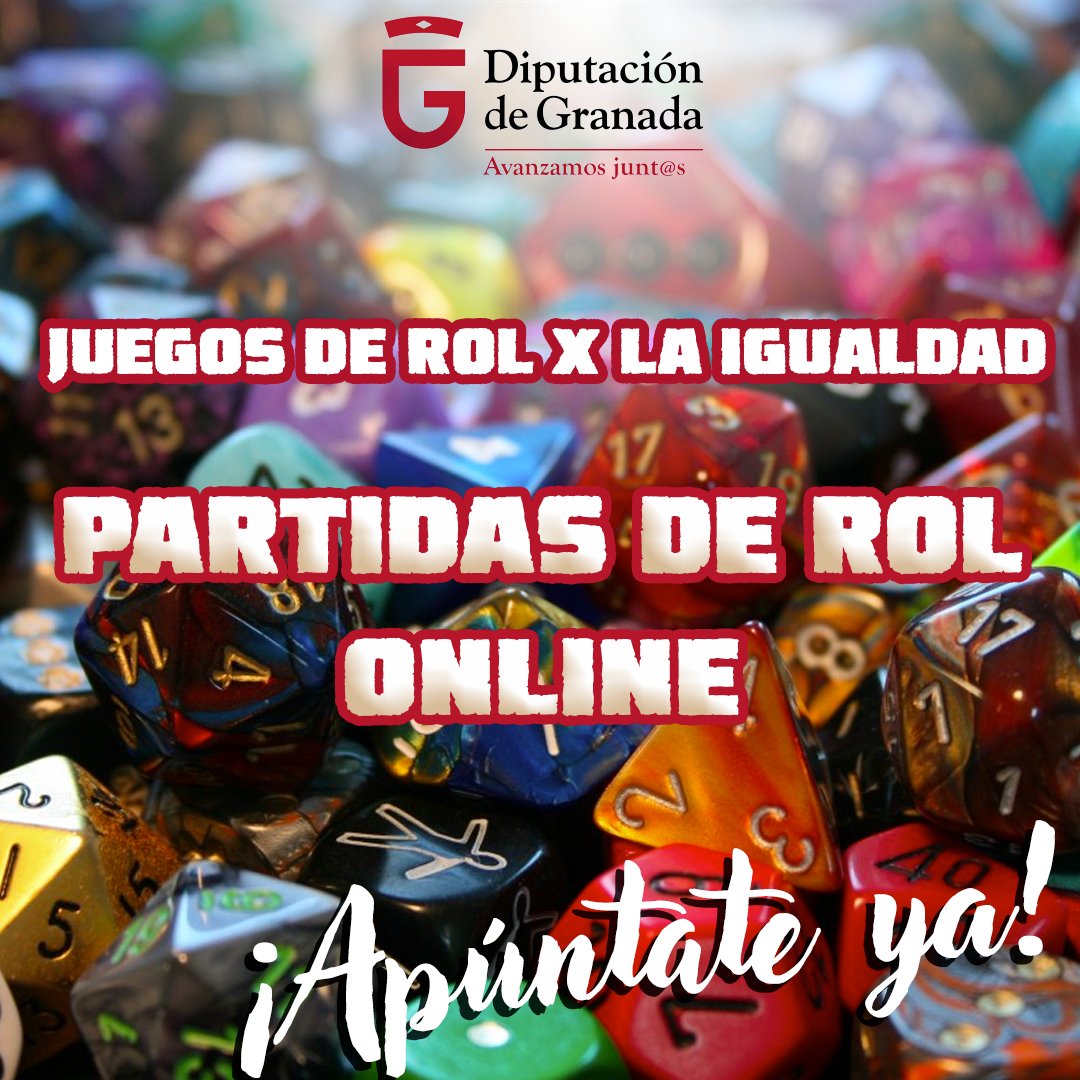 Diputación
de Granada
Avanzamos junt@s
JUEGOS DE ROL X LA IGUALDAD
PARTIDAS DE ROL
ONLINE
¡Apúntate ya!